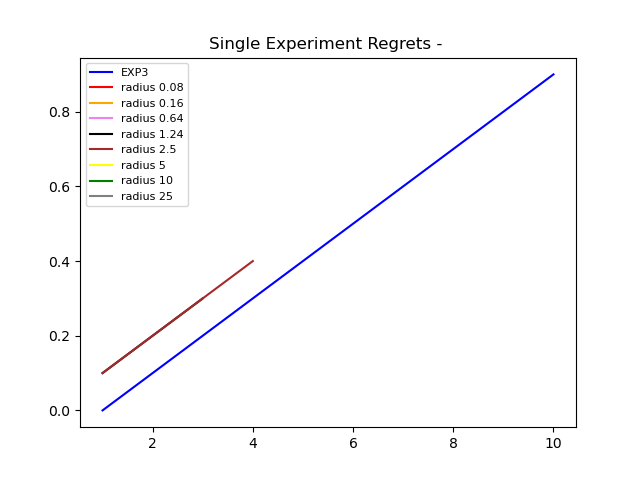 Single Experiment Regrets -
EXP3
radius 0.08
radius 0.16
radius 0.64
radius 1.24
radius 2.5
radius 5
radius 10
radius 25
0.8
0.6
0.4
0.2
0.0
2 4 6 8 10